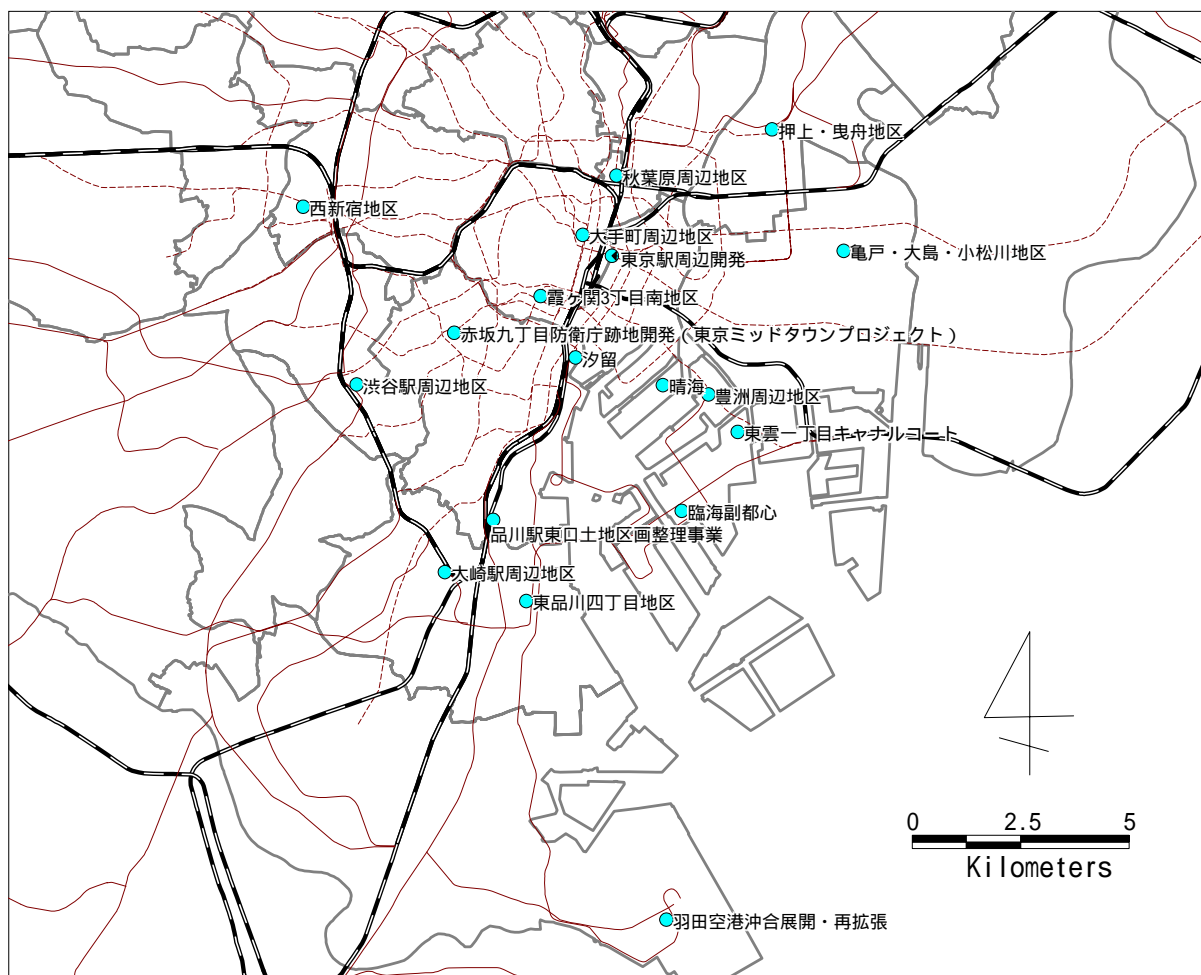 押上・曳舟地区
秋葉原周辺地区
西新宿地区
大手町周辺地区
東京駅周辺開発
亀戸・大島・小松川地区
霞ヶ関3丁目南地区
赤坂九丁目防衛庁跡地開発（東京ミッドタウンプロジェクト）
汐留
渋谷駅周辺地区
晴海
豊洲周辺地区
東雲一丁目キャナルコート
臨海副都心
品川駅東口土地区画整理事業
大崎駅周辺地区
東品川四丁目地区
0 2.5 5
Kilometers
羽田空港沖合展開・再拡張